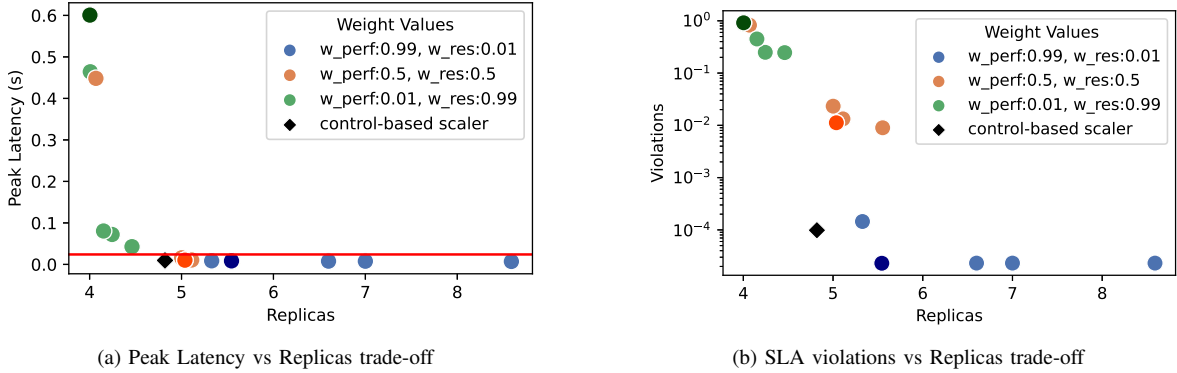 0.6
0.5
0.4
0.3
0.2
0.1
0.0
Peak Latency (s)
4 5 6 7 8
Replicas
Weight Values
w_perf:0.99, w_res:0.01
w_perf:0.5, w_res:0.5
w_perf:0.01, w_res:0.99
control-based scaler
(a) Peak Latency vs Replicas trade-off
10⁰
10⁻¹
10⁻²
10⁻³
10⁻⁴
Violations
4 5 6 7 8
Replicas
Weight Values
w_perf:0.99, w_res:0.01
w_perf:0.5, w_res:0.5
w_perf:0.01, w_res:0.99
control-based scaler
(b) SLA violations vs Replicas trade-off